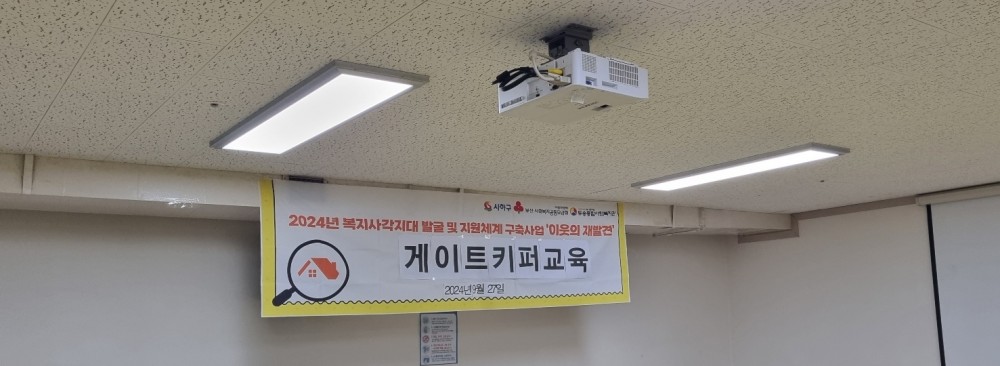 사하구
2024년 복지사각지대 발굴 및 지원체계 구축사업 '이웃의 재발견'
게이트키퍼교육
2024년 9월 27일